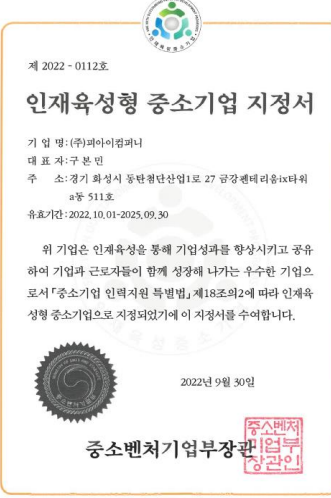 제 2022 - 0112호
인재육성형 중소기업 지정서
기 업 명 : (주)피아이컴퍼니
대 표 자 : 구 본 민
주 소 : 경기 화성시 동탄첨단산업1로 27 금강펜테리움ix타워
a동 511호
유효기간 : 2022. 10. 01-2025. 09. 30
위 기업은 인재육성을 통해 기업성과를 향상시키고 공유
하여 기업과 근로자들이 함께 성장해 나가는 우수한 기업으
로서 「중소기업 인력지원 특별법」 제18조의2에 따라 인재육
성형 중소기업으로 지정되었기에 이 지정서를 수여합니다.
2022년 9월 30일
중소벤처기업부장관
중소벤처
기업부
장관인